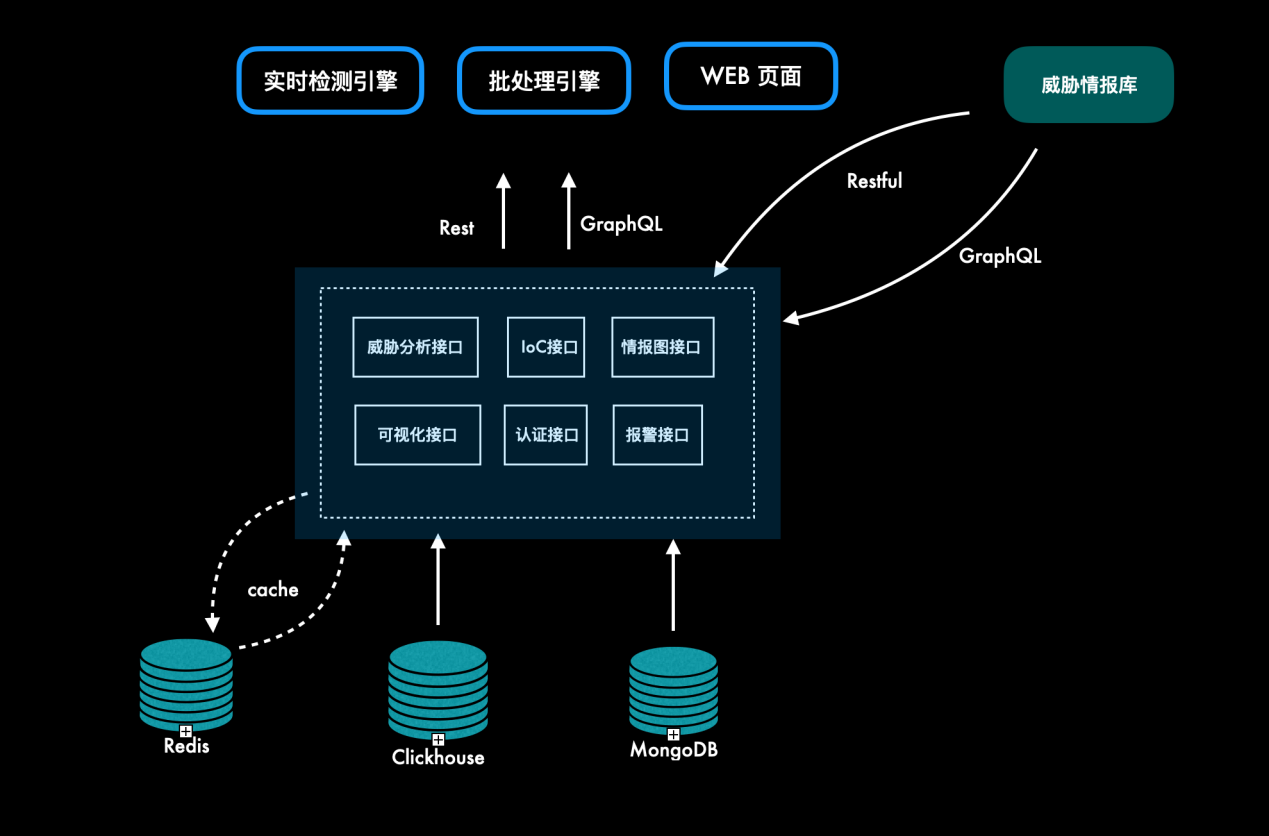 实时检测引擎
批处理引擎
WEB 页面
威胁情报库
Restful
Rest
GraphQL
GraphQL
威胁分析接口
IoC接口
情报图接口
可视化接口
认证接口
报警接口
cache
Redis
Clickhouse
MongoDB